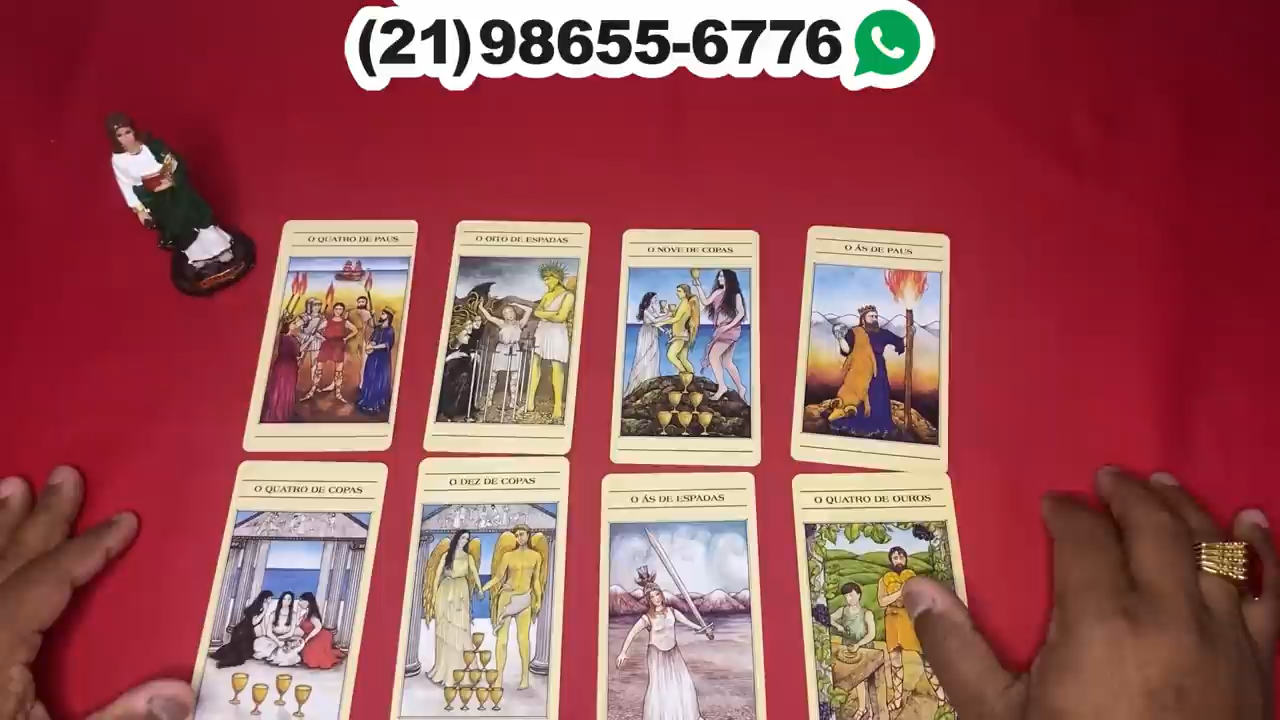 (21)98655-6776
O QUATRO DE PAUS
O OITO DE ESPADAS
O NOVE DE COPAS
O ÁS DE PAUS
O QUATRO DE COPAS
O DEZ DE COPAS
O ÁS DE ESPADAS
O QUATRO DE OUROS